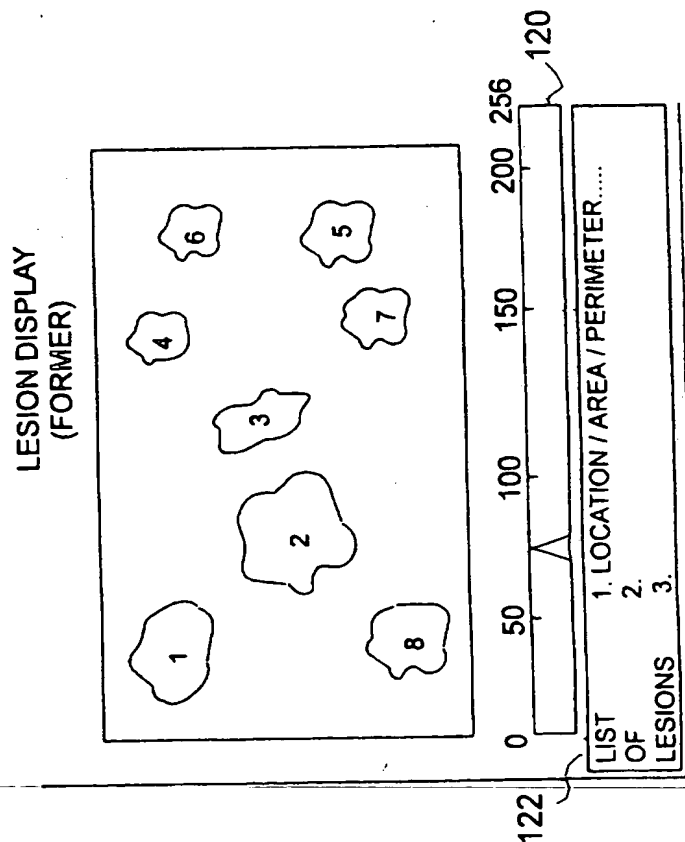 LESION DISPLAY
(FORMER)
1
4
6
3
2
7
5
8
0 50 100 150 200 256
120
122
LIST 1. LOCATION / AREA / PERIMETER.....
OF 2.
LESIONS 3.